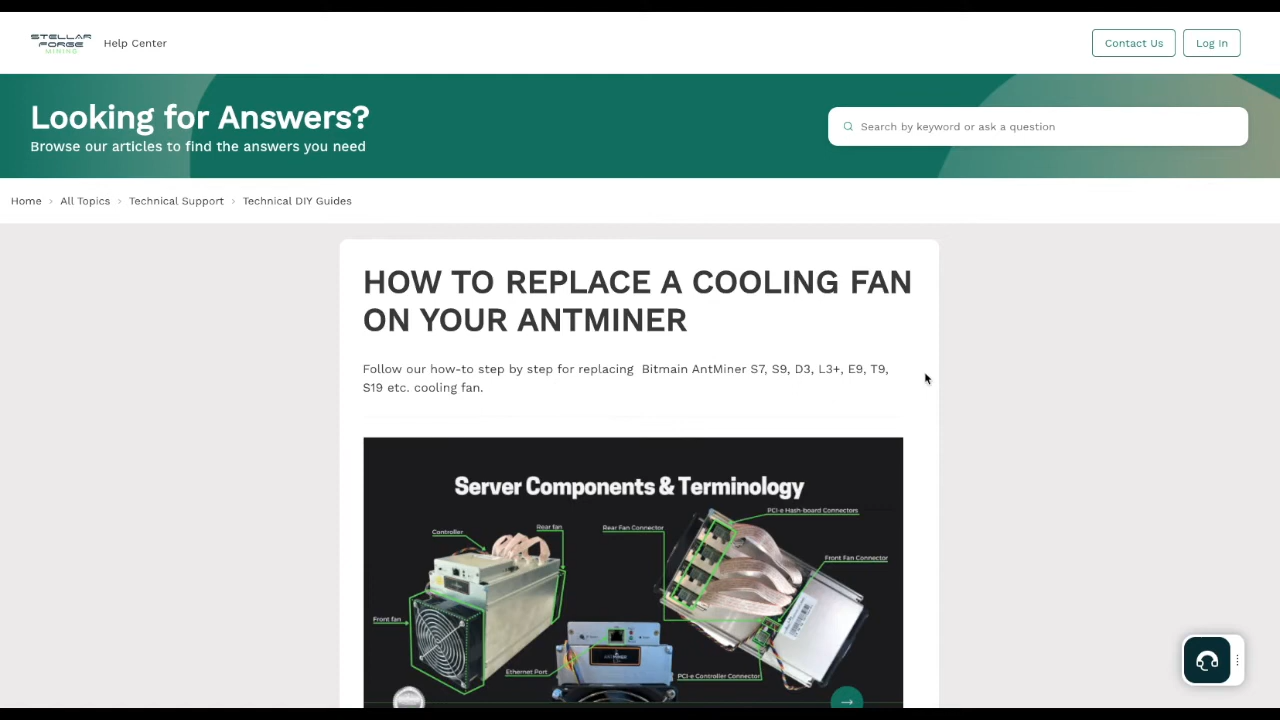 STELLAR
FORGE
MINING
Help Center
Contact Us
Log In
Looking for Answers?
Browse our articles to find the answers you need
Search by keyword or ask a question
Home › All Topics › Technical Support › Technical DIY Guides
HOW TO REPLACE A COOLING FAN
ON YOUR ANTMINER
Follow our how-to step by step for replacing  Bitmain AntMiner S7, S9, D3, L3+, E9, T9,
S19 etc. cooling fan.
Server Components & Terminology
PCI-e Hash-board Connectors
Controller
Rear fan
Rear Fan Connector
Front Fan Connector
Front fan
Ethernet Port
PCI-e Controller Connector